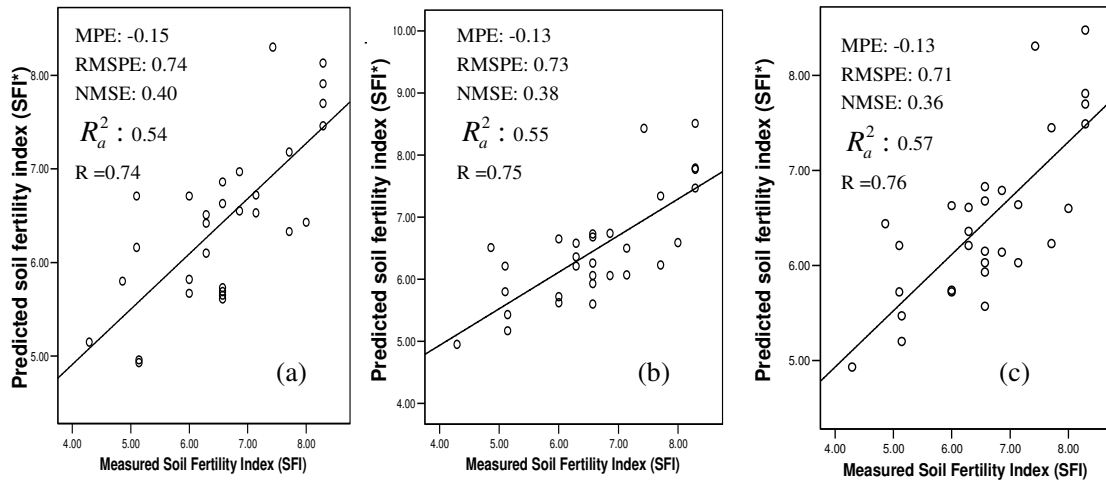 MPE: -0.15
RMSPE: 0.74
NMSE: 0.40
R²ₐ : 0.54
R =0.74
8.00
7.00
6.00
5.00
Predicted soil fertility index (SFI*)
(a)
4.00 5.00 6.00 7.00 8.00
Measured Soil Fertility Index (SFI)
MPE: -0.13
RMSPE: 0.73
NMSE: 0.38
R²ₐ : 0.55
R =0.75
10.00
9.00
8.00
7.00
6.00
5.00
4.00
Predicted soil fertility index (SFI*)
(b)
4.00 5.00 6.00 7.00 8.00
Measured Soil Fertility Index (SFI)
MPE: -0.13
RMSPE: 0.71
NMSE: 0.36
R²ₐ : 0.57
R =0.76
8.00
7.00
6.00
5.00
Predicted soil fertility index (SFI*)
(c)
4.00 5.00 6.00 7.00 8.00
Measured Soil Fertility Index (SFI)